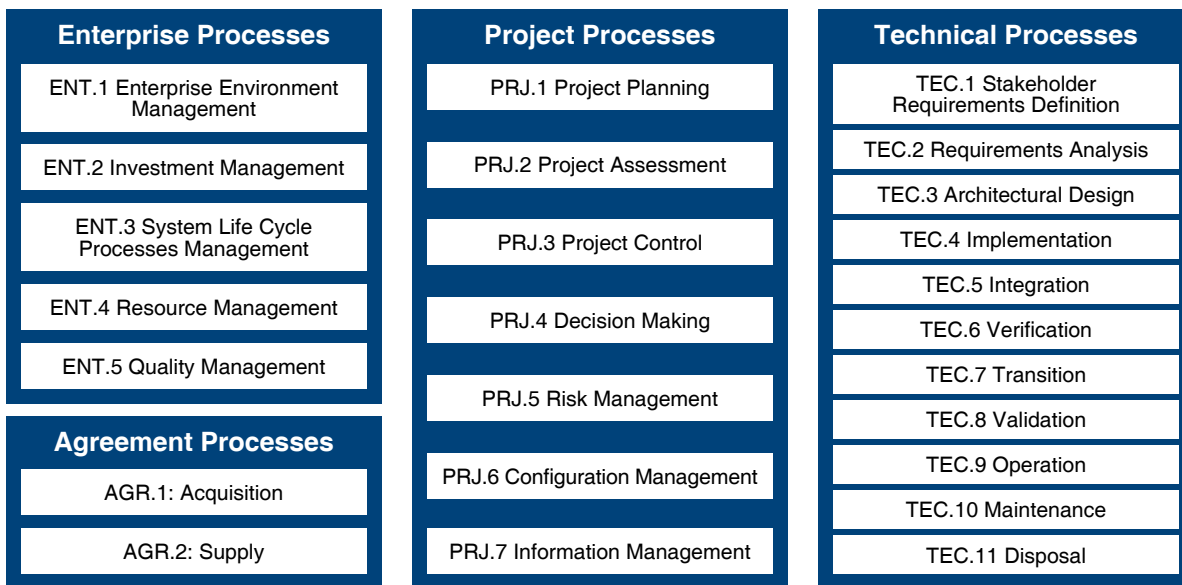 Enterprise Processes
ENT.1 Enterprise Environment
Management
ENT.2 Investment Management
ENT.3 System Life Cycle
Processes Management
ENT.4 Resource Management
ENT.5 Quality Management
Agreement Processes
AGR.1: Acquisition
AGR.2: Supply
Project Processes
PRJ.1 Project Planning
PRJ.2 Project Assessment
PRJ.3 Project Control
PRJ.4 Decision Making
PRJ.5 Risk Management
PRJ.6 Configuration Management
PRJ.7 Information Management
Technical Processes
TEC.1 Stakeholder
Requirements Definition
TEC.2 Requirements Analysis
TEC.3 Architectural Design
TEC.4 Implementation
TEC.5 Integration
TEC.6 Verification
TEC.7 Transition
TEC.8 Validation
TEC.9 Operation
TEC.10 Maintenance
TEC.11 Disposal